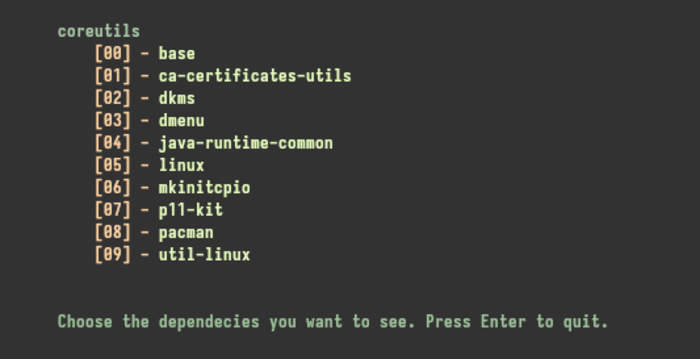 coreutils
[00] - base
[01] - ca-certificates-utils
[02] - dkms
[03] - dmenu
[04] - java-runtime-common
[05] - linux
[06] - mkinitcpio
[07] - p11-kit
[08] - pacman
[09] - util-linux
Choose the dependecies you want to see. Press Enter to quit.